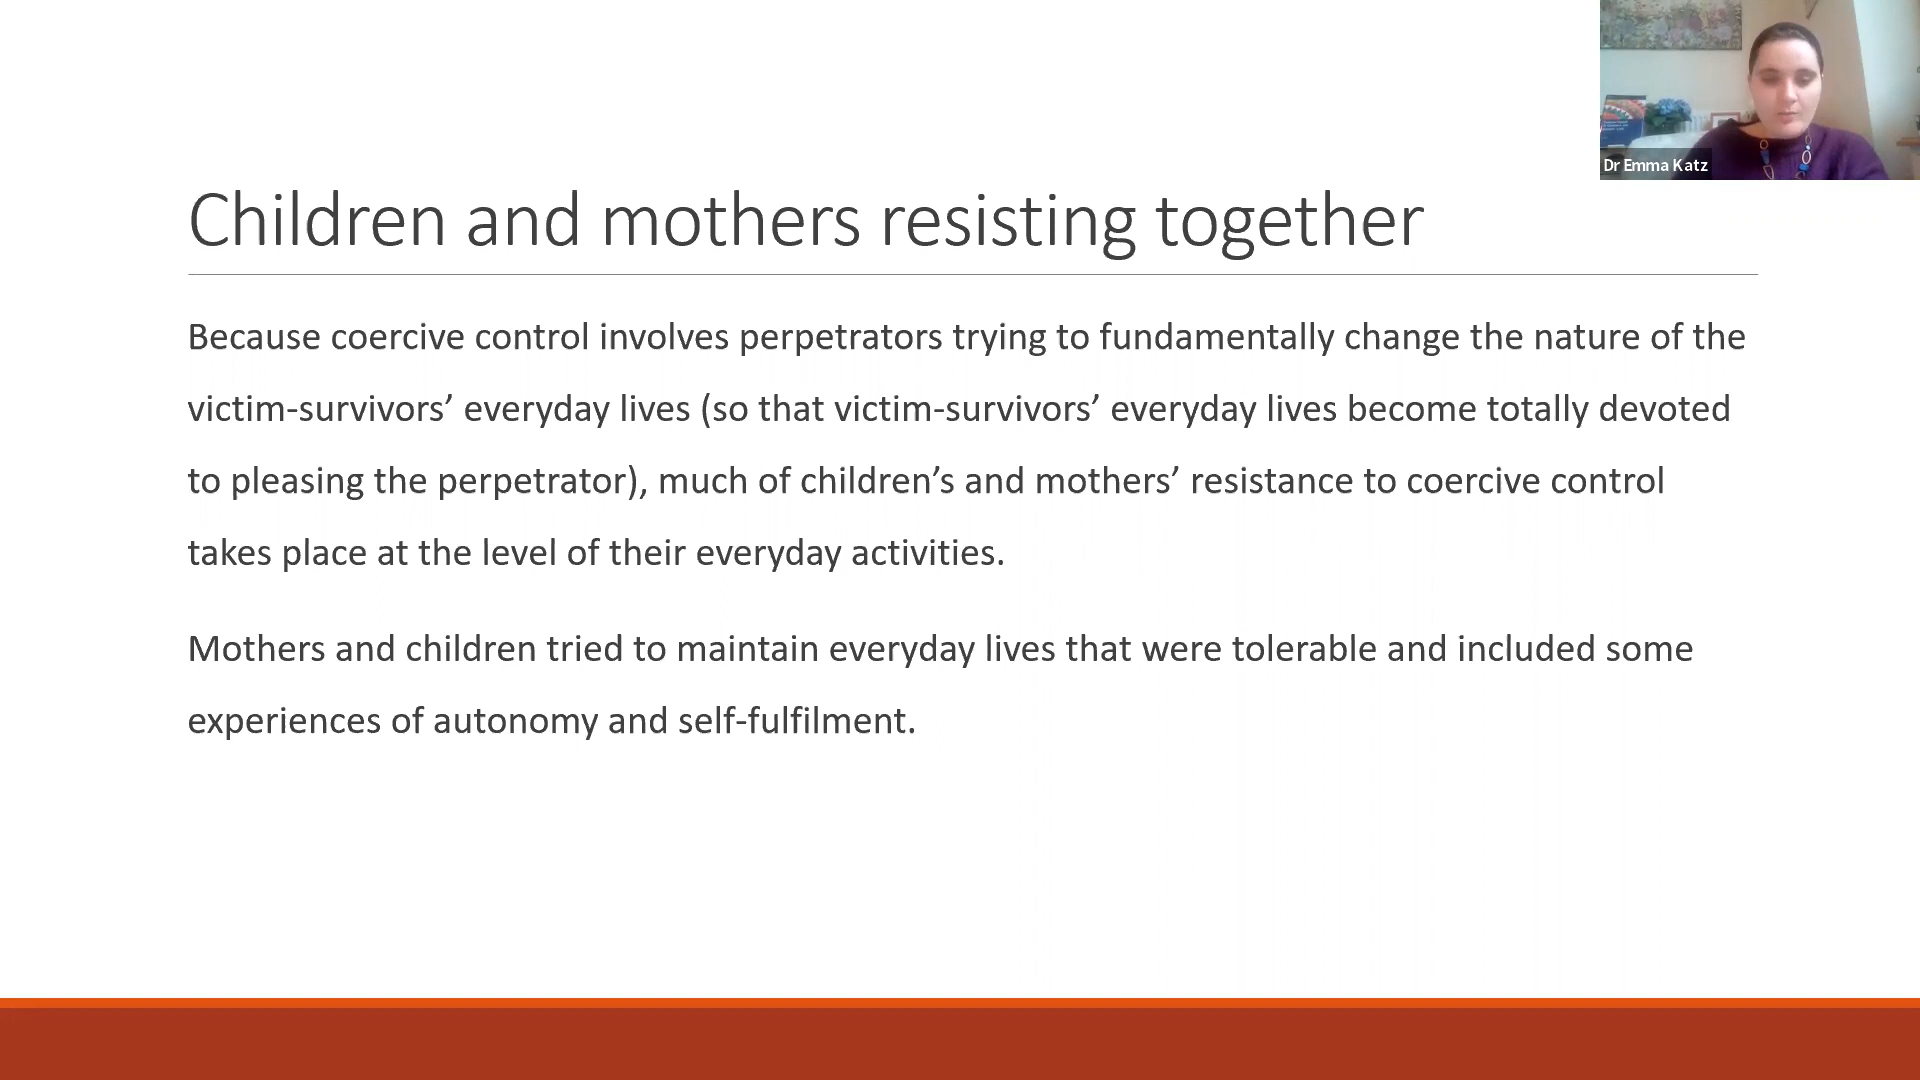 Dr Emma Katz
Children and mothers resisting together
Because coercive control involves perpetrators trying to fundamentally change the nature of the
victim-survivors’ everyday lives (so that victim-survivors’ everyday lives become totally devoted
to pleasing the perpetrator), much of children’s and mothers’ resistance to coercive control
takes place at the level of their everyday activities.
Mothers and children tried to maintain everyday lives that were tolerable and included some
experiences of autonomy and self-fulfilment.